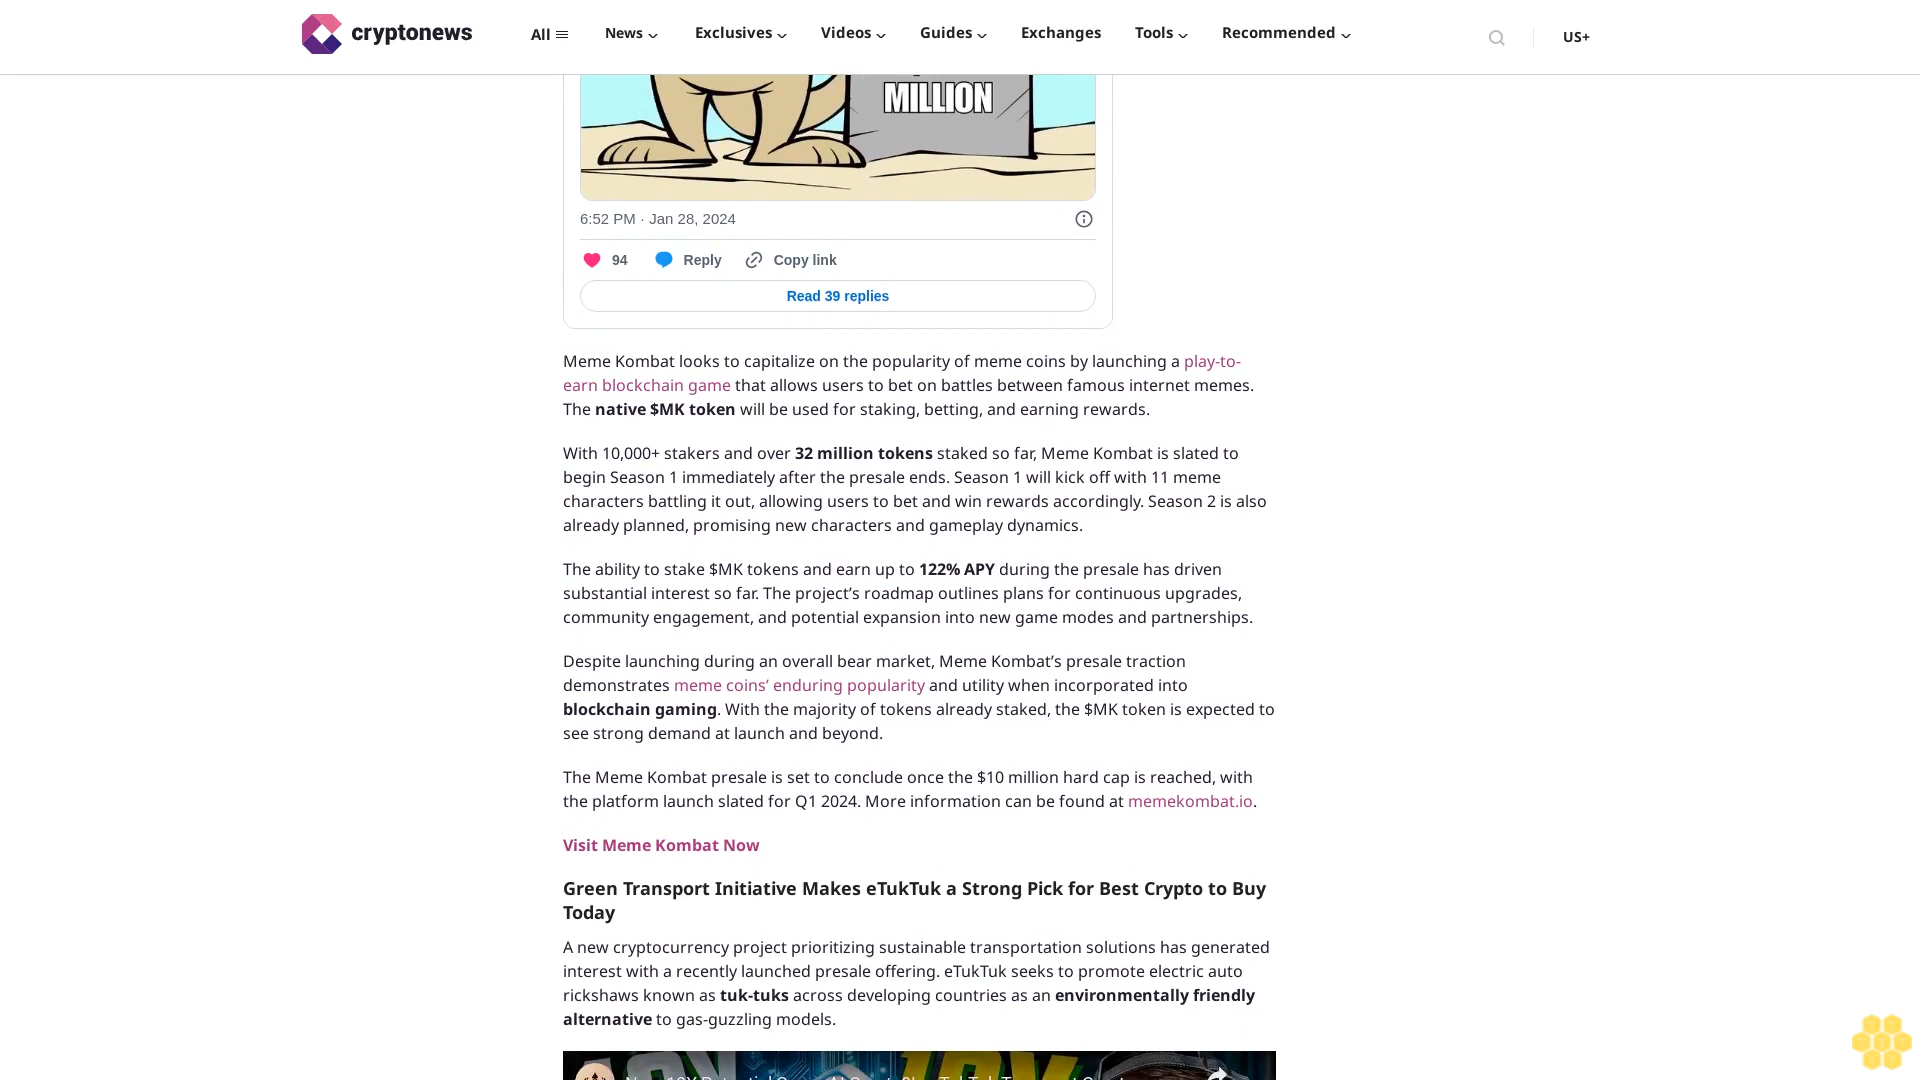 cryptonews
All
News
Exclusives
Videos
Guides
Exchanges
Tools
Recommended
US+
MILLION
6:52 PM · Jan 28, 2024
94
Reply
Copy link
Read 39 replies
Meme Kombat looks to capitalize on the popularity of meme coins by launching a play-to-
earn blockchain game that allows users to bet on battles between famous internet memes.
The native $MK token will be used for staking, betting, and earning rewards.
With 10,000+ stakers and over 32 million tokens staked so far, Meme Kombat is slated to
begin Season 1 immediately after the presale ends. Season 1 will kick off with 11 meme
characters battling it out, allowing users to bet and win rewards accordingly. Season 2 is also
already planned, promising new characters and gameplay dynamics.
The ability to stake $MK tokens and earn up to 122% APY during the presale has driven
substantial interest so far. The project’s roadmap outlines plans for continuous upgrades,
community engagement, and potential expansion into new game modes and partnerships.
Despite launching during an overall bear market, Meme Kombat’s presale traction
demonstrates meme coins’ enduring popularity and utility when incorporated into
blockchain gaming. With the majority of tokens already staked, the $MK token is expected to
see strong demand at launch and beyond.
The Meme Kombat presale is set to conclude once the $10 million hard cap is reached, with
the platform launch slated for Q1 2024. More information can be found at memekombat.io.
Visit Meme Kombat Now
Green Transport Initiative Makes eTukTuk a Strong Pick for Best Crypto to Buy
Today
A new cryptocurrency project prioritizing sustainable transportation solutions has generated
interest with a recently launched presale offering. eTukTuk seeks to promote electric auto
rickshaws known as tuk-tuks across developing countries as an environmentally friendly
alternative to gas-guzzling models.